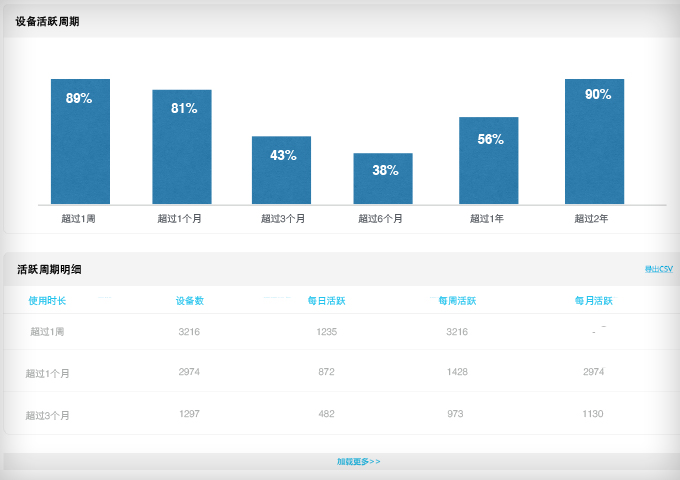 设备活跃周期
89% 81% 43% 38% 56% 90%
超过1周 超过1个月 超过3个月 超过6个月 超过1年 超过2年
活跃周期明细 导出CSV
使用时长 设备数 每日活跃 每周活跃 每月活跃
超过1周 3216 1235 3216 -
超过1个月 2974 872 1428 2974
超过3个月 1297 482 973 1130
加载更多>>